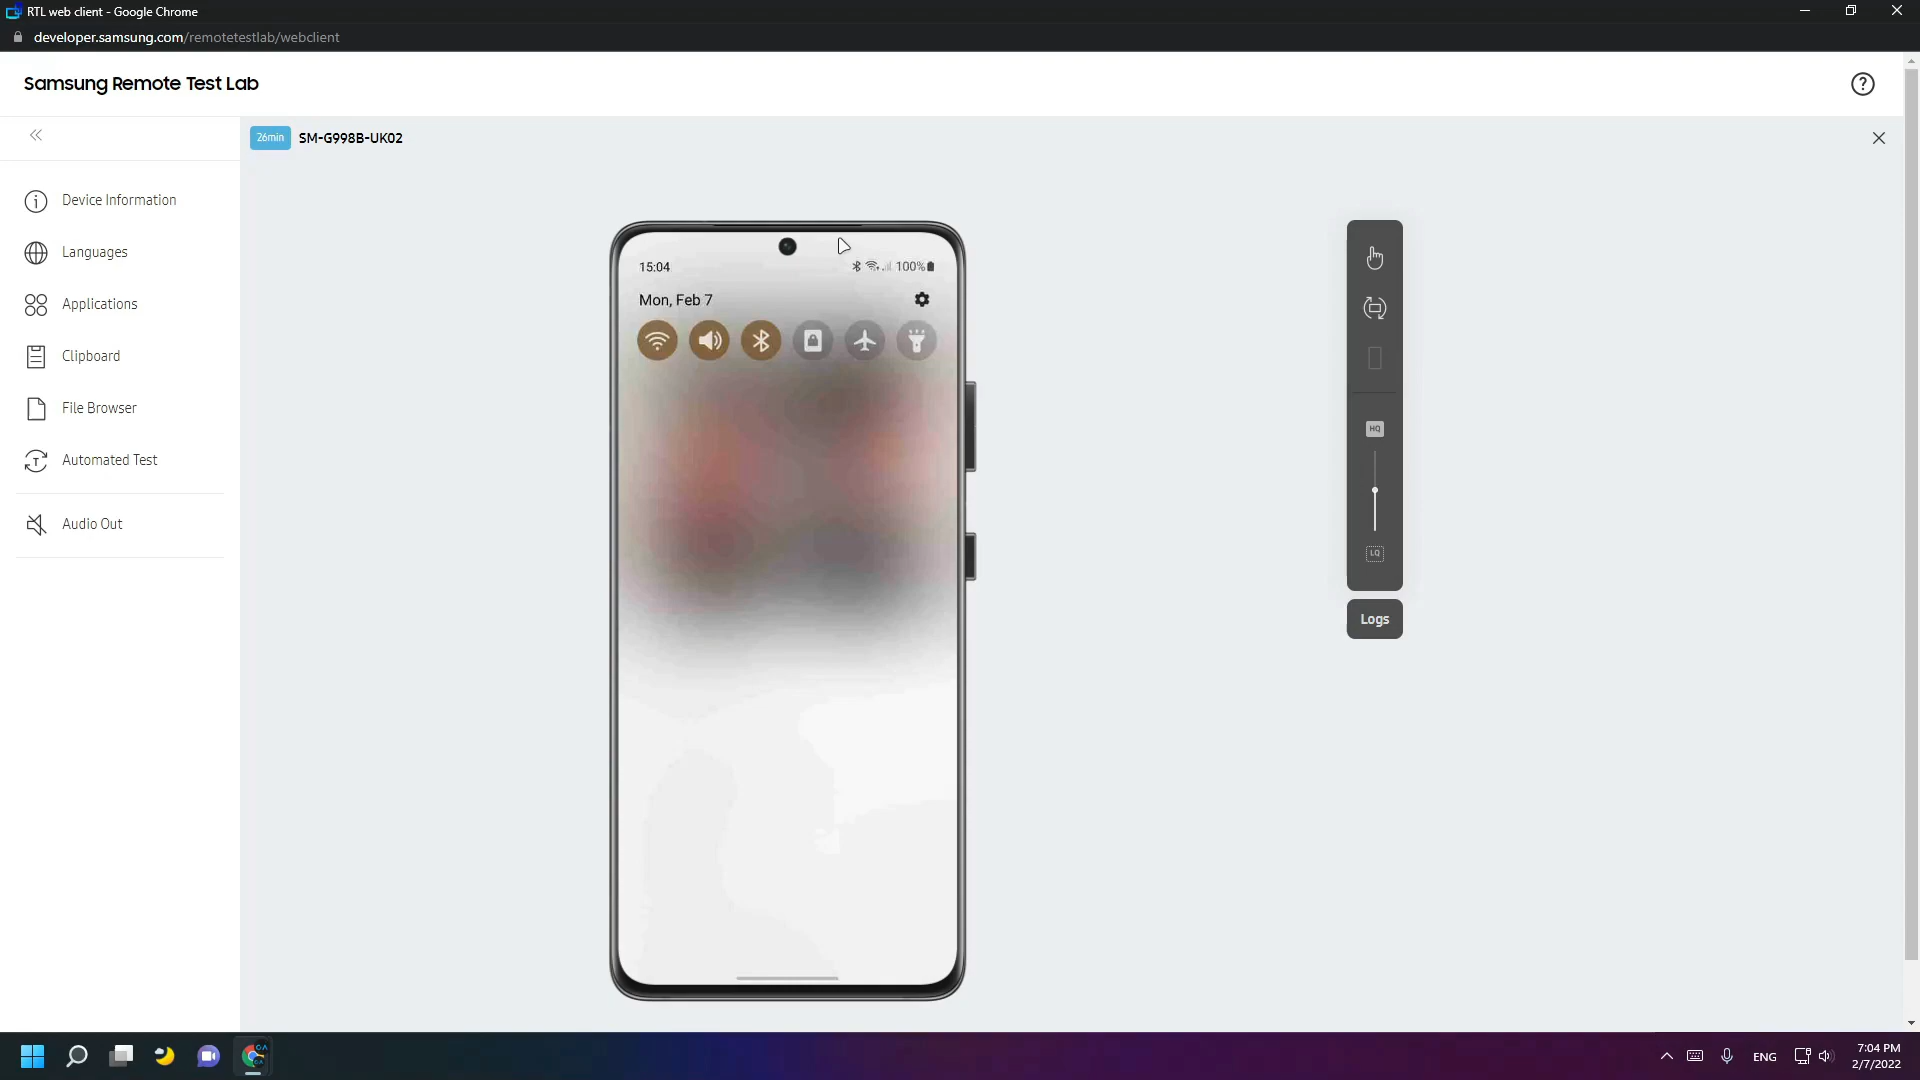 RTL web client - Google Chrome
developer.samsung.com/remotetestlab/webclient
Samsung Remote Test Lab
26min SM-G998B-UK02
Device Information
Languages
Applications
Clipboard
File Browser
Automated Test
Audio Out
15:04 100%
Mon, Feb 7
HQ
LQ
Logs
ENG
7:04 PM
2/7/2022